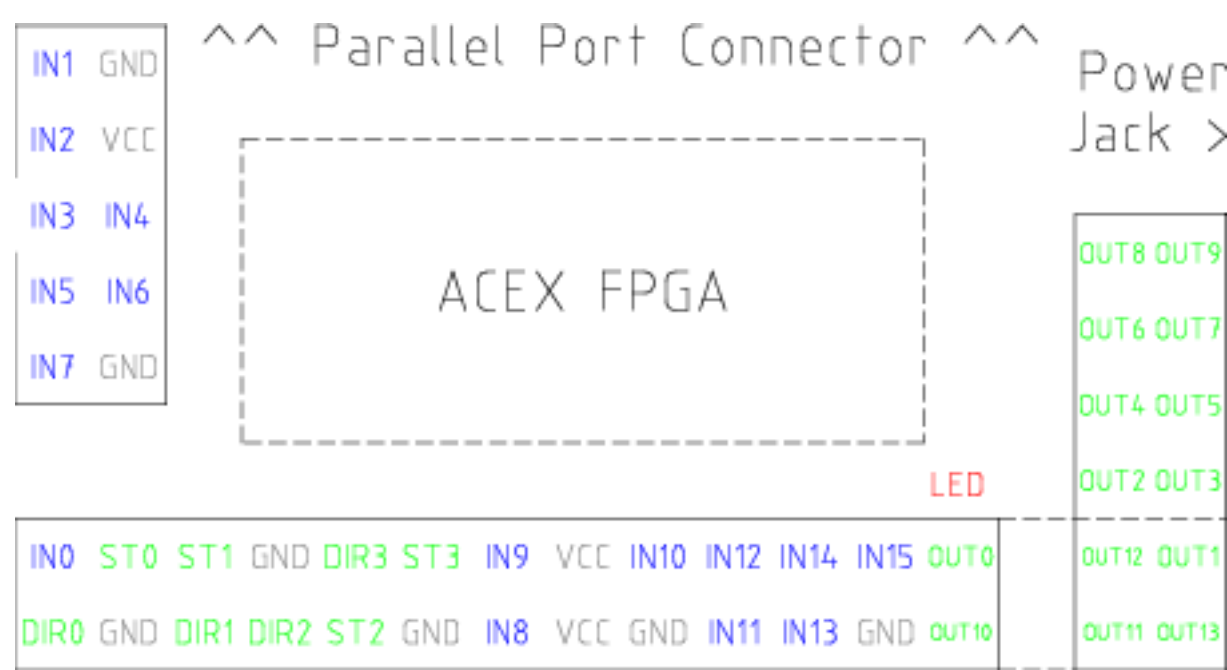 ^^ Parallel Port Connector ^^
Power
Jack >
IN1 GND
IN2 VCC
IN3 IN4
IN5 IN6
IN7 GND
ACEX FPGA
OUT8 OUT9
OUT6 OUT7
OUT4 OUT5
OUT2 OUT3
LED
IN0 ST0 ST1 GND DIR3 ST3 IN9 VCC IN10 IN12 IN14 IN15 OUT0 OUT12 OUT1
DIR0 GND DIR1 DIR2 ST2 GND IN8 VCC GND IN11 IN13 GND OUT10 OUT11 OUT13